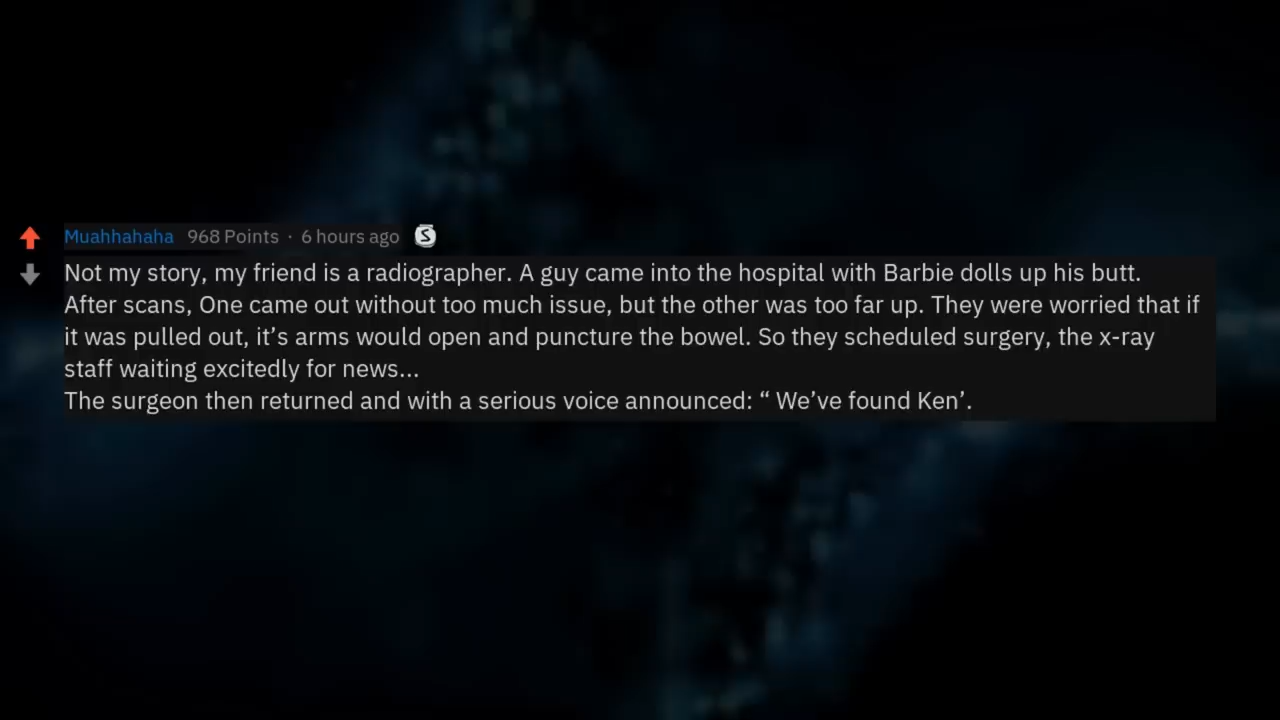 Muahhahaha 968 Points · 6 hours ago S
Not my story, my friend is a radiographer. A guy came into the hospital with Barbie dolls up his butt.
After scans, One came out without too much issue, but the other was too far up. They were worried that if
it was pulled out, it’s arms would open and puncture the bowel. So they scheduled surgery, the x-ray
staff waiting excitedly for news...
The surgeon then returned and with a serious voice announced: “ We’ve found Ken’.